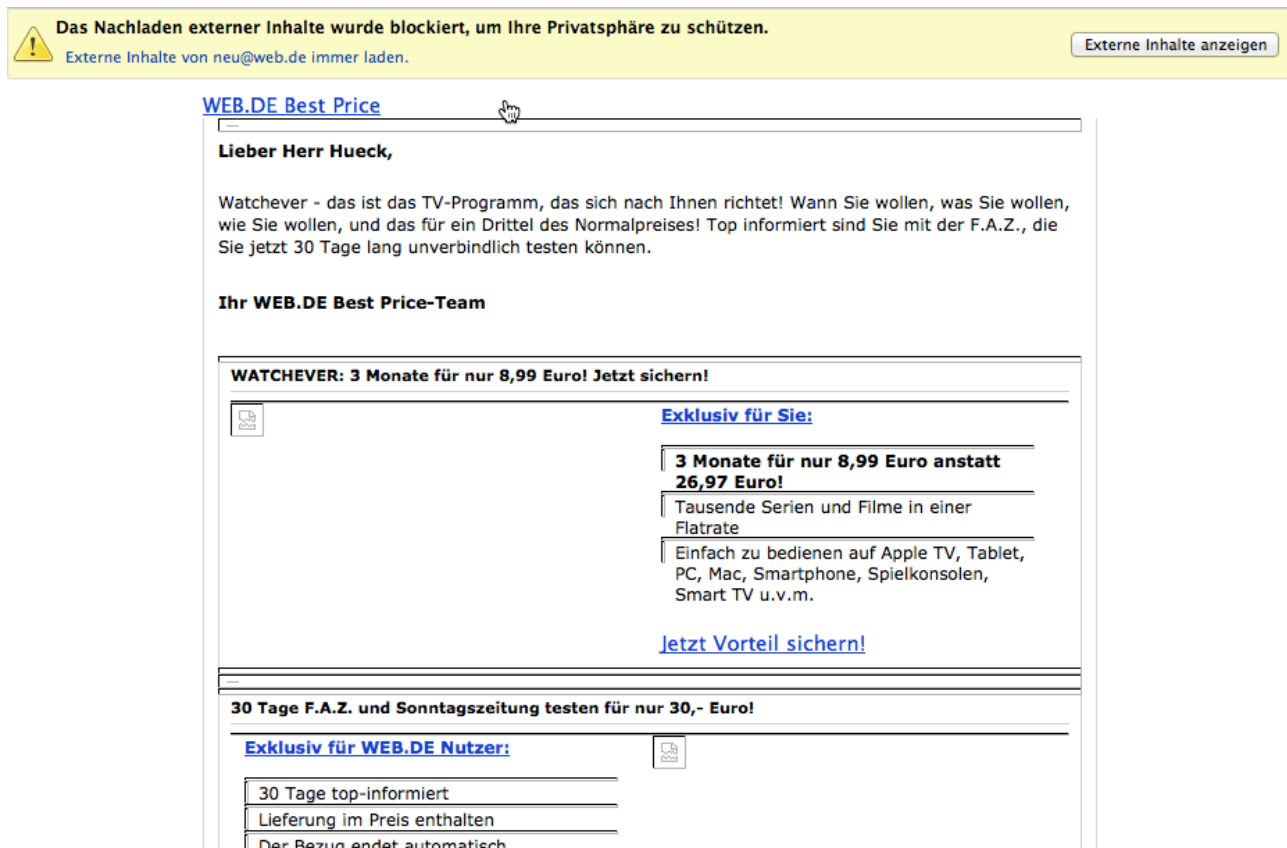 Das Nachladen externer Inhalte wurde blockiert, um Ihre Privatsphäre zu schützen.
Externe Inhalte von neu@web.de immer laden.
Externe Inhalte anzeigen
WEB.DE Best Price
Lieber Herr Hueck,
Watchever - das ist das TV-Programm, das sich nach Ihnen richtet! Wann Sie wollen, was Sie wollen,
wie Sie wollen, und das für ein Drittel des Normalpreises! Top informiert sind Sie mit der F.A.Z., die
Sie jetzt 30 Tage lang unverbindlich testen können.
Ihr WEB.DE Best Price-Team
WATCHEVER: 3 Monate für nur 8,99 Euro! Jetzt sichern!
Exklusiv für Sie:
3 Monate für nur 8,99 Euro anstatt
26,97 Euro!
Tausende Serien und Filme in einer
Flatrate
Einfach zu bedienen auf Apple TV, Tablet,
PC, Mac, Smartphone, Spielkonsolen,
Smart TV u.v.m.
Jetzt Vorteil sichern!
30 Tage F.A.Z. und Sonntagszeitung testen für nur 30,- Euro!
Exklusiv für WEB.DE Nutzer:
30 Tage top-informiert
Lieferung im Preis enthalten
Der Bezug endet automatisch